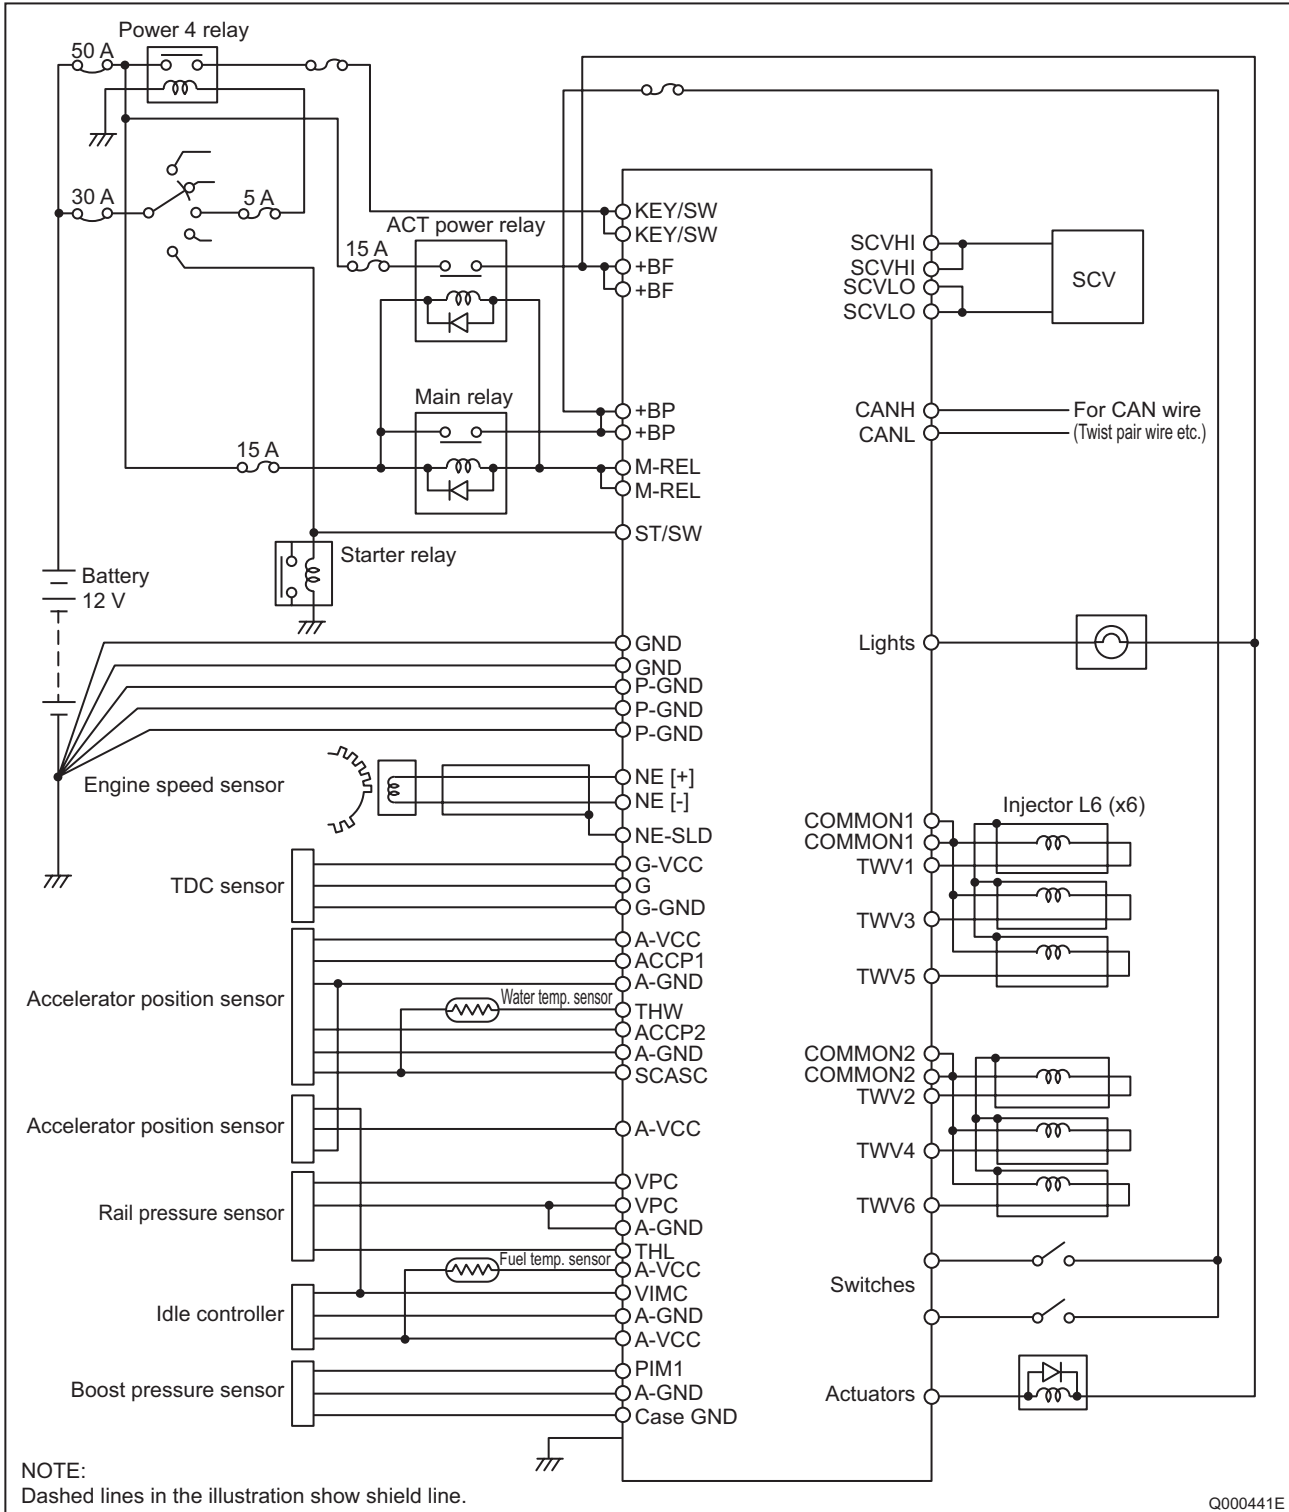 Power 4 relay
50 A
30 A
5 A
ACT power relay
15 A
Main relay
15 A
Starter relay
Battery
12 V
KEY/SW
KEY/SW
+BF
+BF
+BP
+BP
M-REL
M-REL
ST/SW
GND
GND
P-GND
P-GND
P-GND
Engine speed sensor
NE [+]
NE [-]
NE-SLD
TDC sensor
G-VCC
G
G-GND
Accelerator position sensor
A-VCC
ACCP1
A-GND
Water temp. sensor
THW
ACCP2
A-GND
SCASC
Accelerator position sensor
A-VCC
Rail pressure sensor
VPC
VPC
A-GND
THL
Fuel temp. sensor
A-VCC
Idle controller
VIMC
A-GND
A-VCC
Boost pressure sensor
PIM1
A-GND
Case GND
SCVHI
SCVHI
SCVLO
SCVLO
SCV
CANH
CANL
For CAN wire
(Twist pair wire etc.)
Lights
Injector L6 (x6)
COMMON1
COMMON1
TWV1
TWV3
TWV5
COMMON2
COMMON2
TWV2
TWV4
TWV6
Switches
Actuators
NOTE:
Dashed lines in the illustration show shield line.
Q000441E